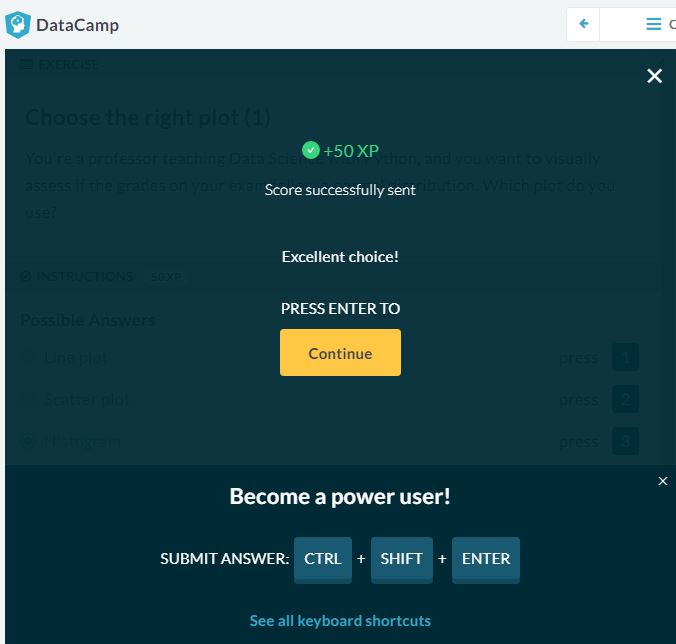 DataCamp
EXERCISE
Choose the right plot (1)
+50 XP
You're a professor teaching Data Science with Python, and you want to visually
assess if the grades on your exam distribution. Which plot do you
use?
Score successfully sent
Excellent choice!
INSTRUCTIONS 50 XP
PRESS ENTER TO
Possible Answers
Continue
Line plot press 1
Scatter plot press 2
Histogram press 3
Become a power user!
SUBMIT ANSWER: CTRL + SHIFT + ENTER
See all keyboard shortcuts